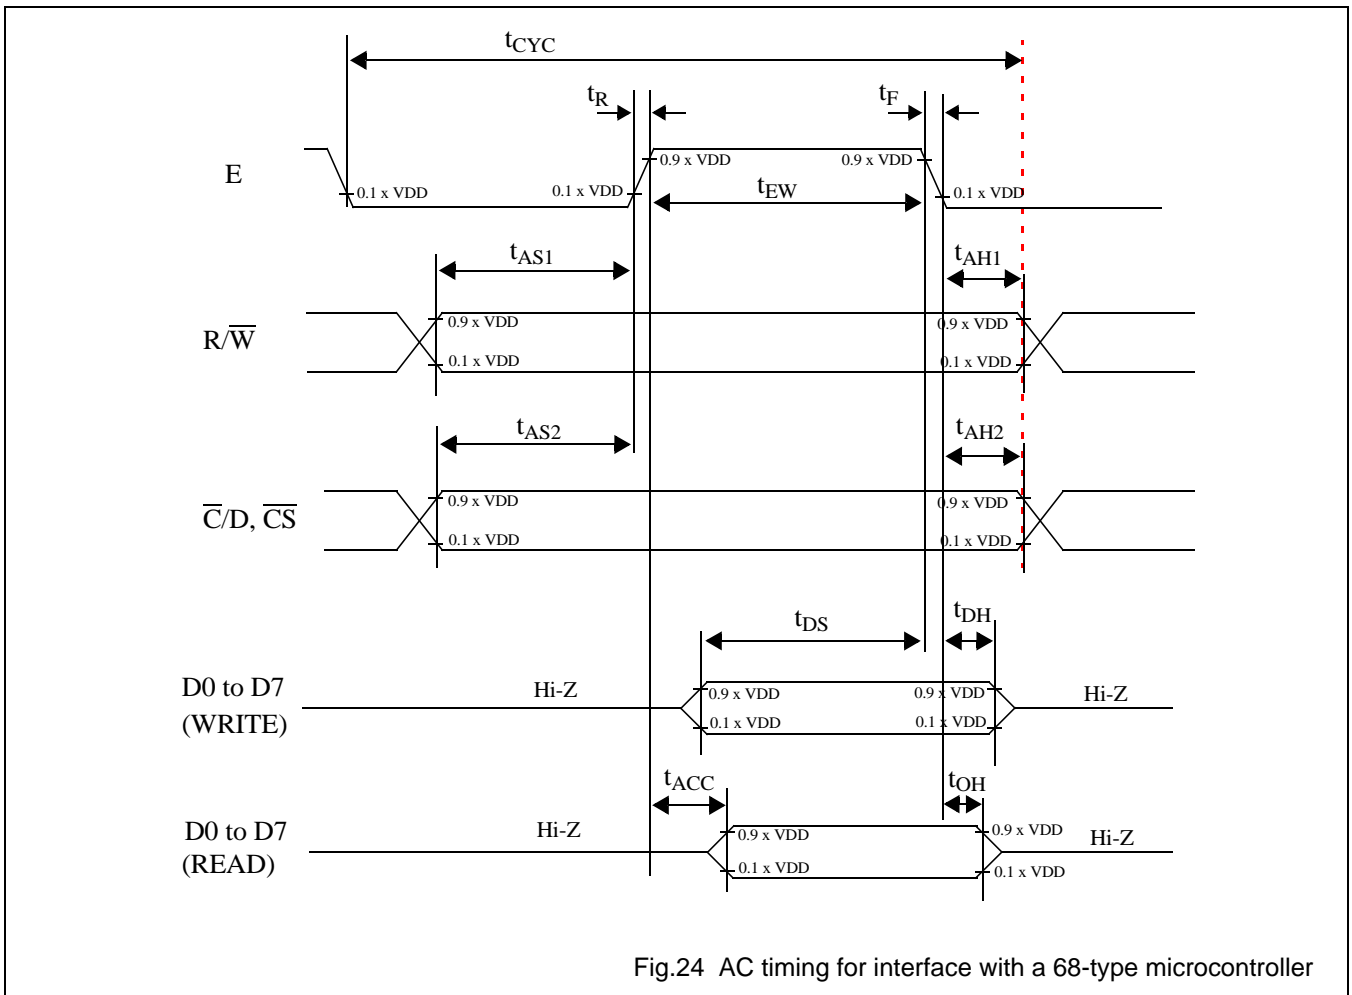 tCYC
tR
tF
E
0.9 x VDD
0.9 x VDD
0.1 x VDD
0.1 x VDD
tEW
0.1 x VDD
tAS1
tAH1
R/W̅
0.9 x VDD
0.9 x VDD
0.1 x VDD
0.1 x VDD
tAS2
tAH2
C̅/D, C̅S̅
0.9 x VDD
0.9 x VDD
0.1 x VDD
0.1 x VDD
tDS
tDH
D0 to D7
(WRITE)
Hi-Z
0.9 x VDD
0.9 x VDD
Hi-Z
0.1 x VDD
0.1 x VDD
tACC
tOH
D0 to D7
(READ)
Hi-Z
0.9 x VDD
0.9 x VDD
Hi-Z
0.1 x VDD
0.1 x VDD
Fig.24 AC timing for interface with a 68-type microcontroller